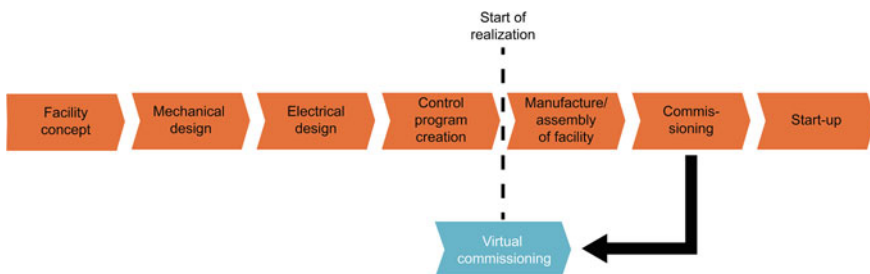 Start of
realization
Facility
concept
Mechanical
design
Electrical
design
Control
program
creation
Manufacture/
assembly
of facility
Commis-
sioning
Start-up
Virtual
commissioning